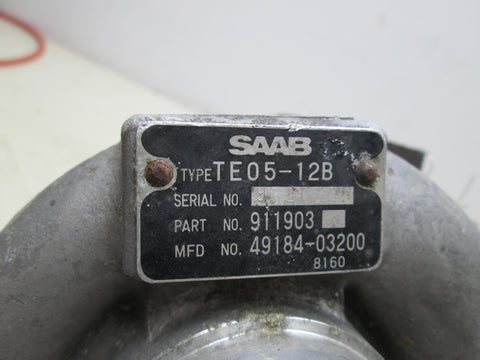 SAAB
TYPE TE05-12B
SERIAL NO.
PART NO. 911903
MFD NO. 49184-03200
8160